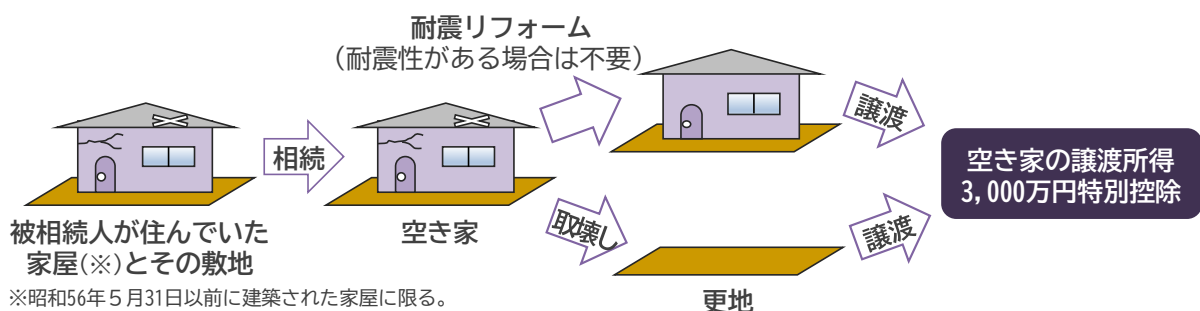 耐震リフォーム
（耐震性がある場合は不要）
相続
譲渡
空き家の譲渡所得
3,000万円特別控除
被相続人が住んでいた
家屋(※)とその敷地
空き家
取壊し
譲渡
※昭和56年５月31日以前に建築された家屋に限る。
更地